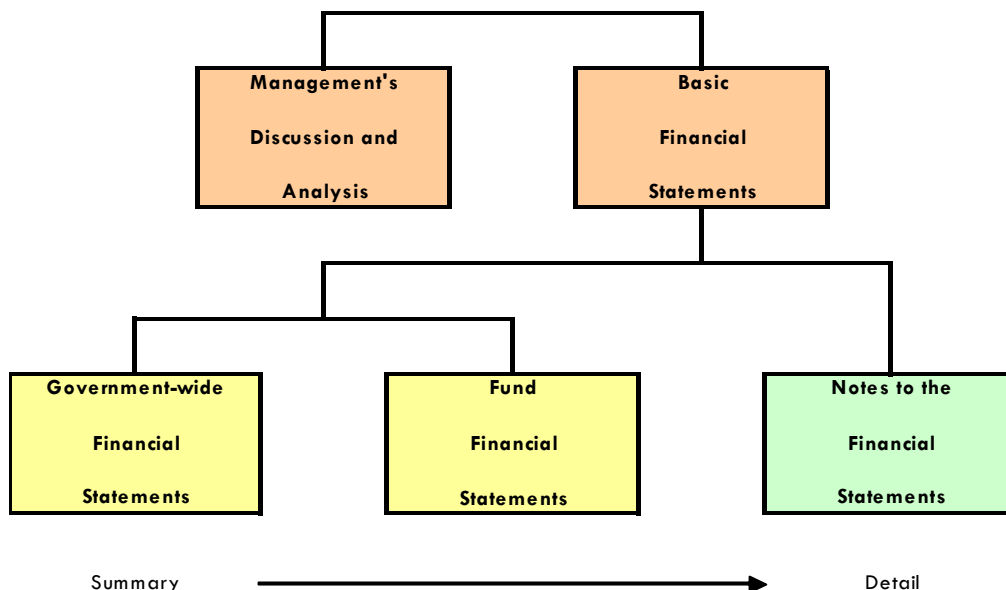 Management's
Discussion and
Analysis
Basic
Financial
Statements
Government-wide
Financial
Statements
Fund
Financial
Statements
Notes to the
Financial
Statements
Summary
Detail